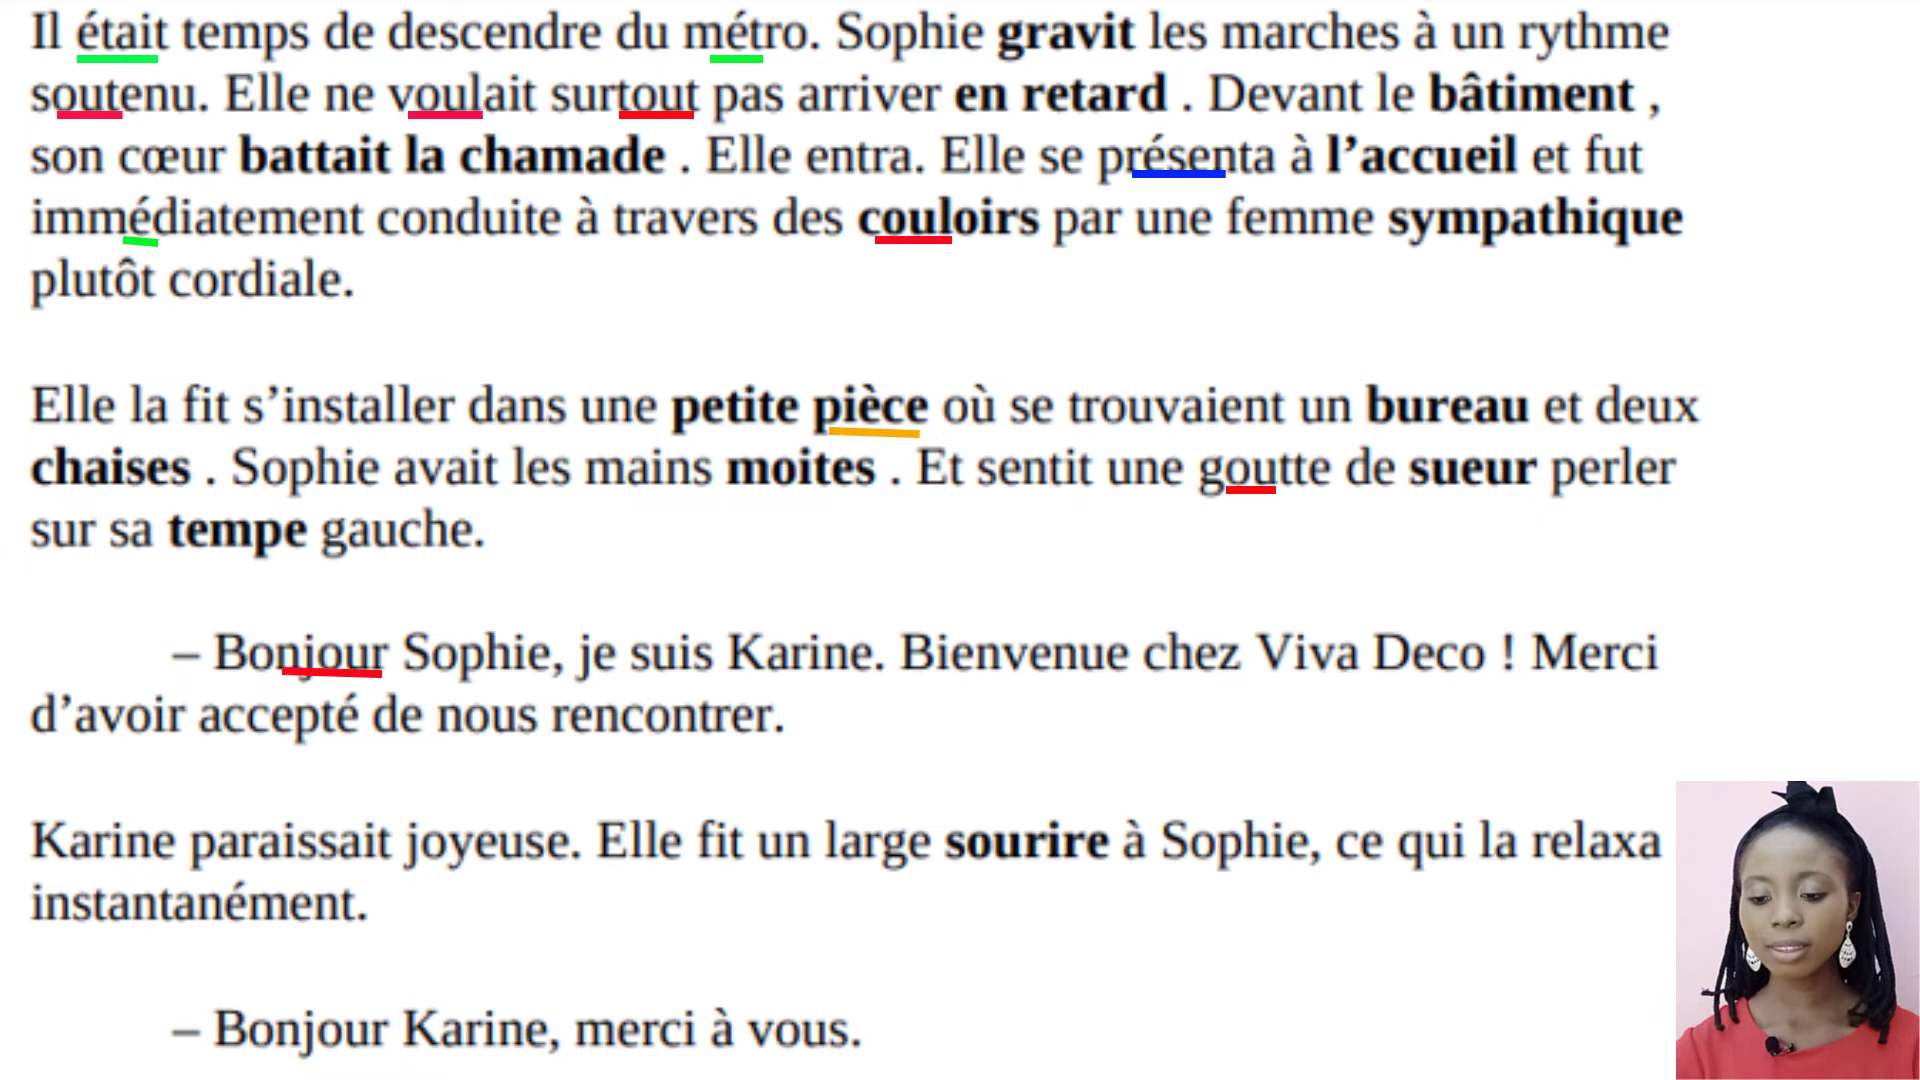 Il était temps de descendre du métro. Sophie gravit les marches à un rythme
soutenu. Elle ne voulait surtout pas arriver en retard . Devant le bâtiment ,
son cœur battait la chamade . Elle entra. Elle se présenta à l’accueil et fut
immédiatement conduite à travers des couloirs par une femme sympathique
plutôt cordiale.
Elle la fit s’installer dans une petite pièce où se trouvaient un bureau et deux
chaises . Sophie avait les mains moites . Et sentit une goutte de sueur perler
sur sa tempe gauche.
– Bonjour Sophie, je suis Karine. Bienvenue chez Viva Deco ! Merci
d’avoir accepté de nous rencontrer.
Karine paraissait joyeuse. Elle fit un large sourire à Sophie, ce qui la relaxa
instantanément.
– Bonjour Karine, merci à vous.